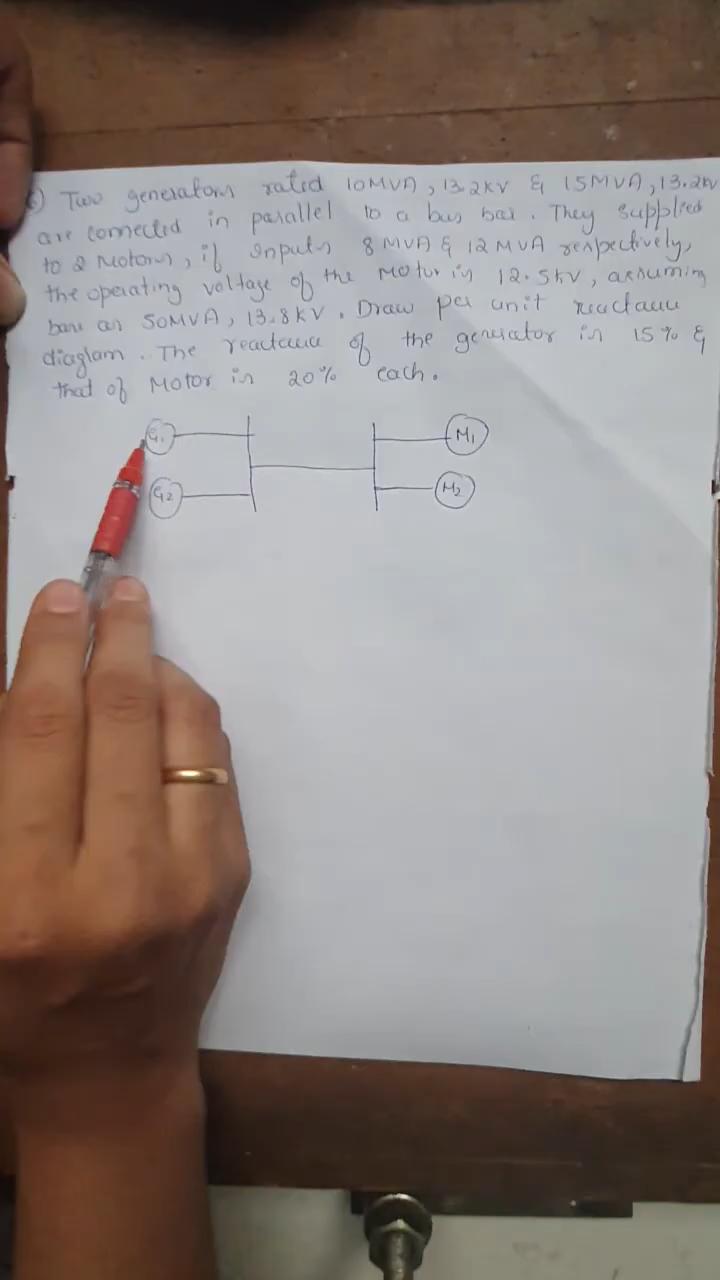 6) Two generators rated 10MVA, 13.2KV & 15MVA, 13.2KV
are connected in parallel to a bus bar. They supplied
to 2 Motors, if Inputs 8 MVA & 12 MVA respectively,
the operating voltage of the Motor is 12.5KV, assuming
base as 50MVA, 13.8KV. Draw per unit reactance
diagram. The reactance of the generator is 15% &
that of Motor is 20% each.
G1 M1
G2 M2